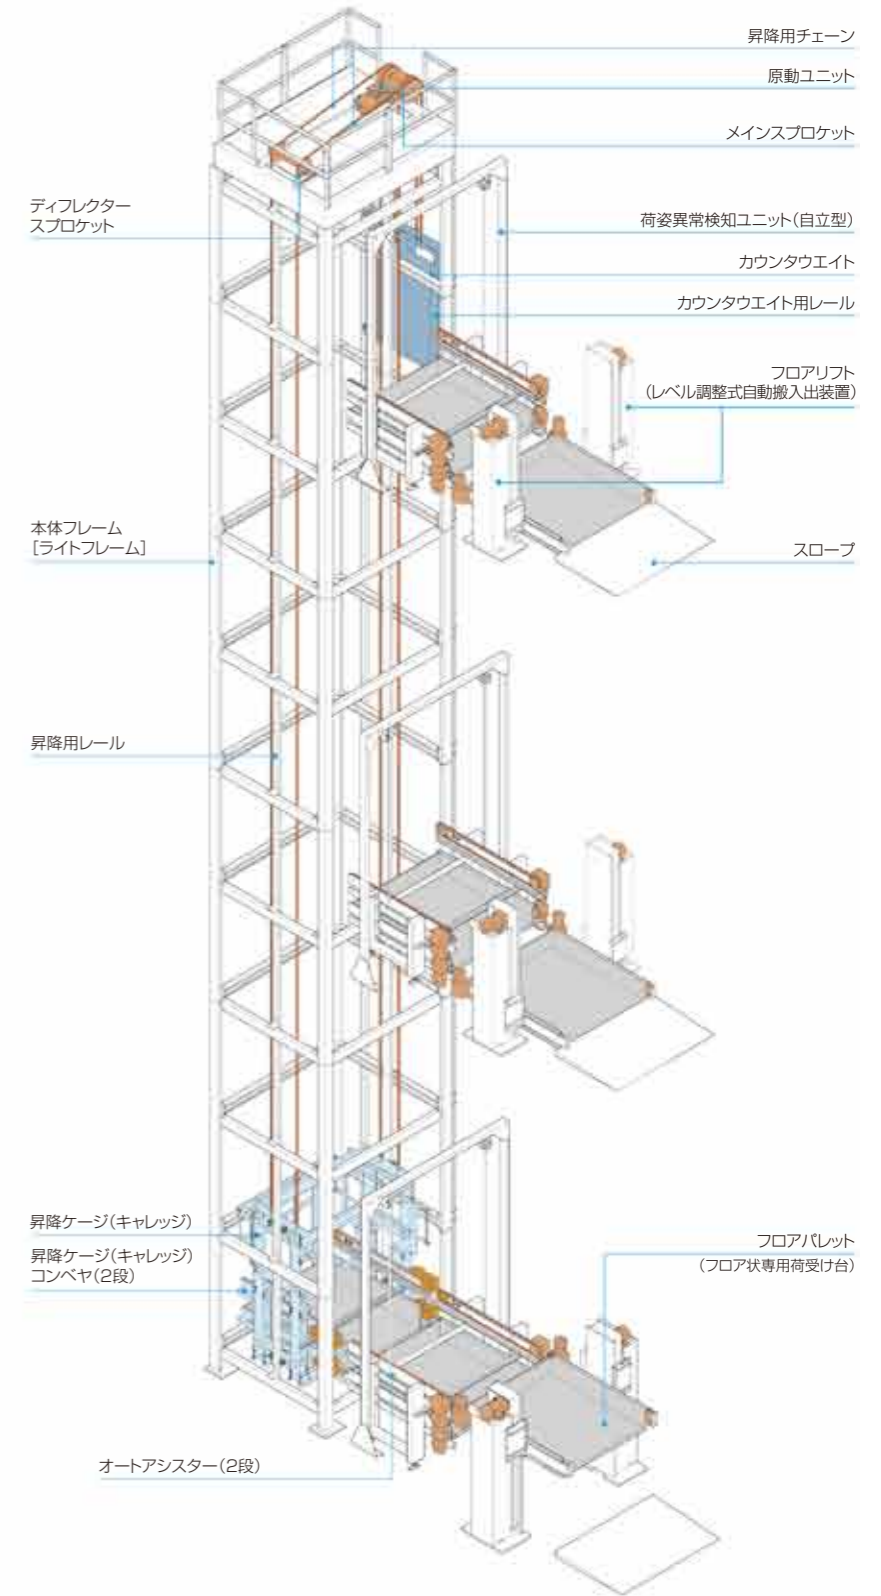 昇降用チェーン
原動ユニット
メインスプロケット
ディフレクター
スプロケット
荷姿異常検知ユニット(自立型)
カウンタウエイト
カウンタウエイト用レール
フロアリフト
(レベル調整式自動搬入出装置)
本体フレーム
[ライトフレーム]
スロープ
昇降用レール
昇降ケージ(キャレッジ)
昇降ケージ(キャレッジ)
コンベヤ(2段)
フロアパレット
(フロア状専用荷受け台)
オートアシスター(2段)